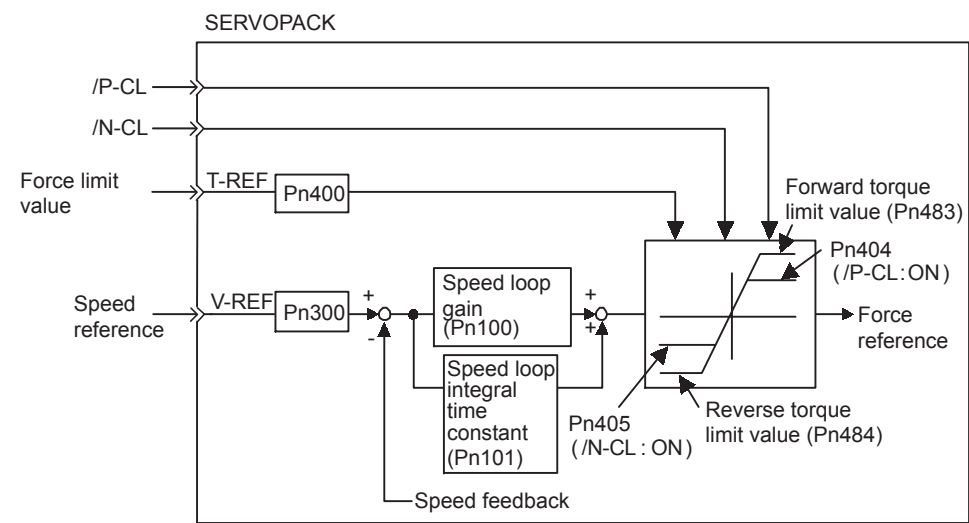 SERVOPACK
/P-CL
/N-CL
Force limit
value
T-REF
Pn400
Forward torque
limit value (Pn483)
Pn404
(/P-CL:ON)
Speed
reference
V-REF
Pn300
+
-
Speed loop
gain
(Pn100)
+
+
Force
reference
Speed loop
integral
time
constant
(Pn101)
Pn405
(/N-CL : ON)
Reverse torque
limit value (Pn484)
Speed feedback